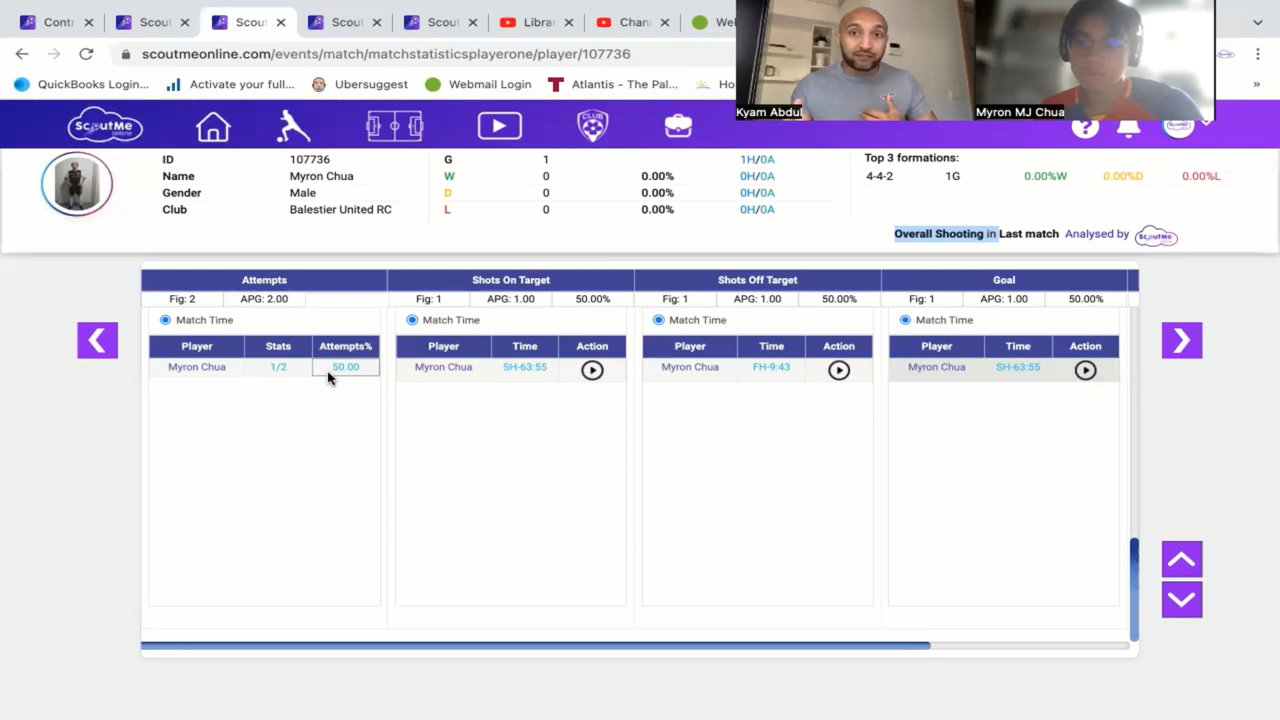 Contr
Scout
Scout
Scout
Scout
Librar
Chan
Wel
scoutmeonline.com/events/match/matchstatisticsplayerone/player/107736
QuickBooks Login...
Activate your full...
Ubersuggest
Webmail Login
Atlantis – The Pal...
Ho
»
Kyam Abdul
Myron MJ Chua
ScoutMe
online
CLUB
?
ID 107736
Name Myron Chua
Gender Male
Club Balestier United RC
G 1 1H/0A
W 0 0.00% 0H/0A
D 0 0.00% 0H/0A
L 0 0.00% 0H/0A
Top 3 formations:
4-4-2 1G 0.00%W 0.00%D 0.00%L
Overall Shooting in Last match Analysed by ScoutMe
Attempts Shots On Target Shots Off Target Goal
Fig: 2 APG: 2.00 Fig: 1 APG: 1.00 50.00% Fig: 1 APG: 1.00 50.00% Fig: 1 APG: 1.00 50.00%
Match Time Match Time Match Time Match Time
Player Stats Attempts% Player Time Action Player Time Action Player Time Action
Myron Chua 1/2 50.00 Myron Chua SH-63:55 Myron Chua FH-9:43 Myron Chua SH-63:55